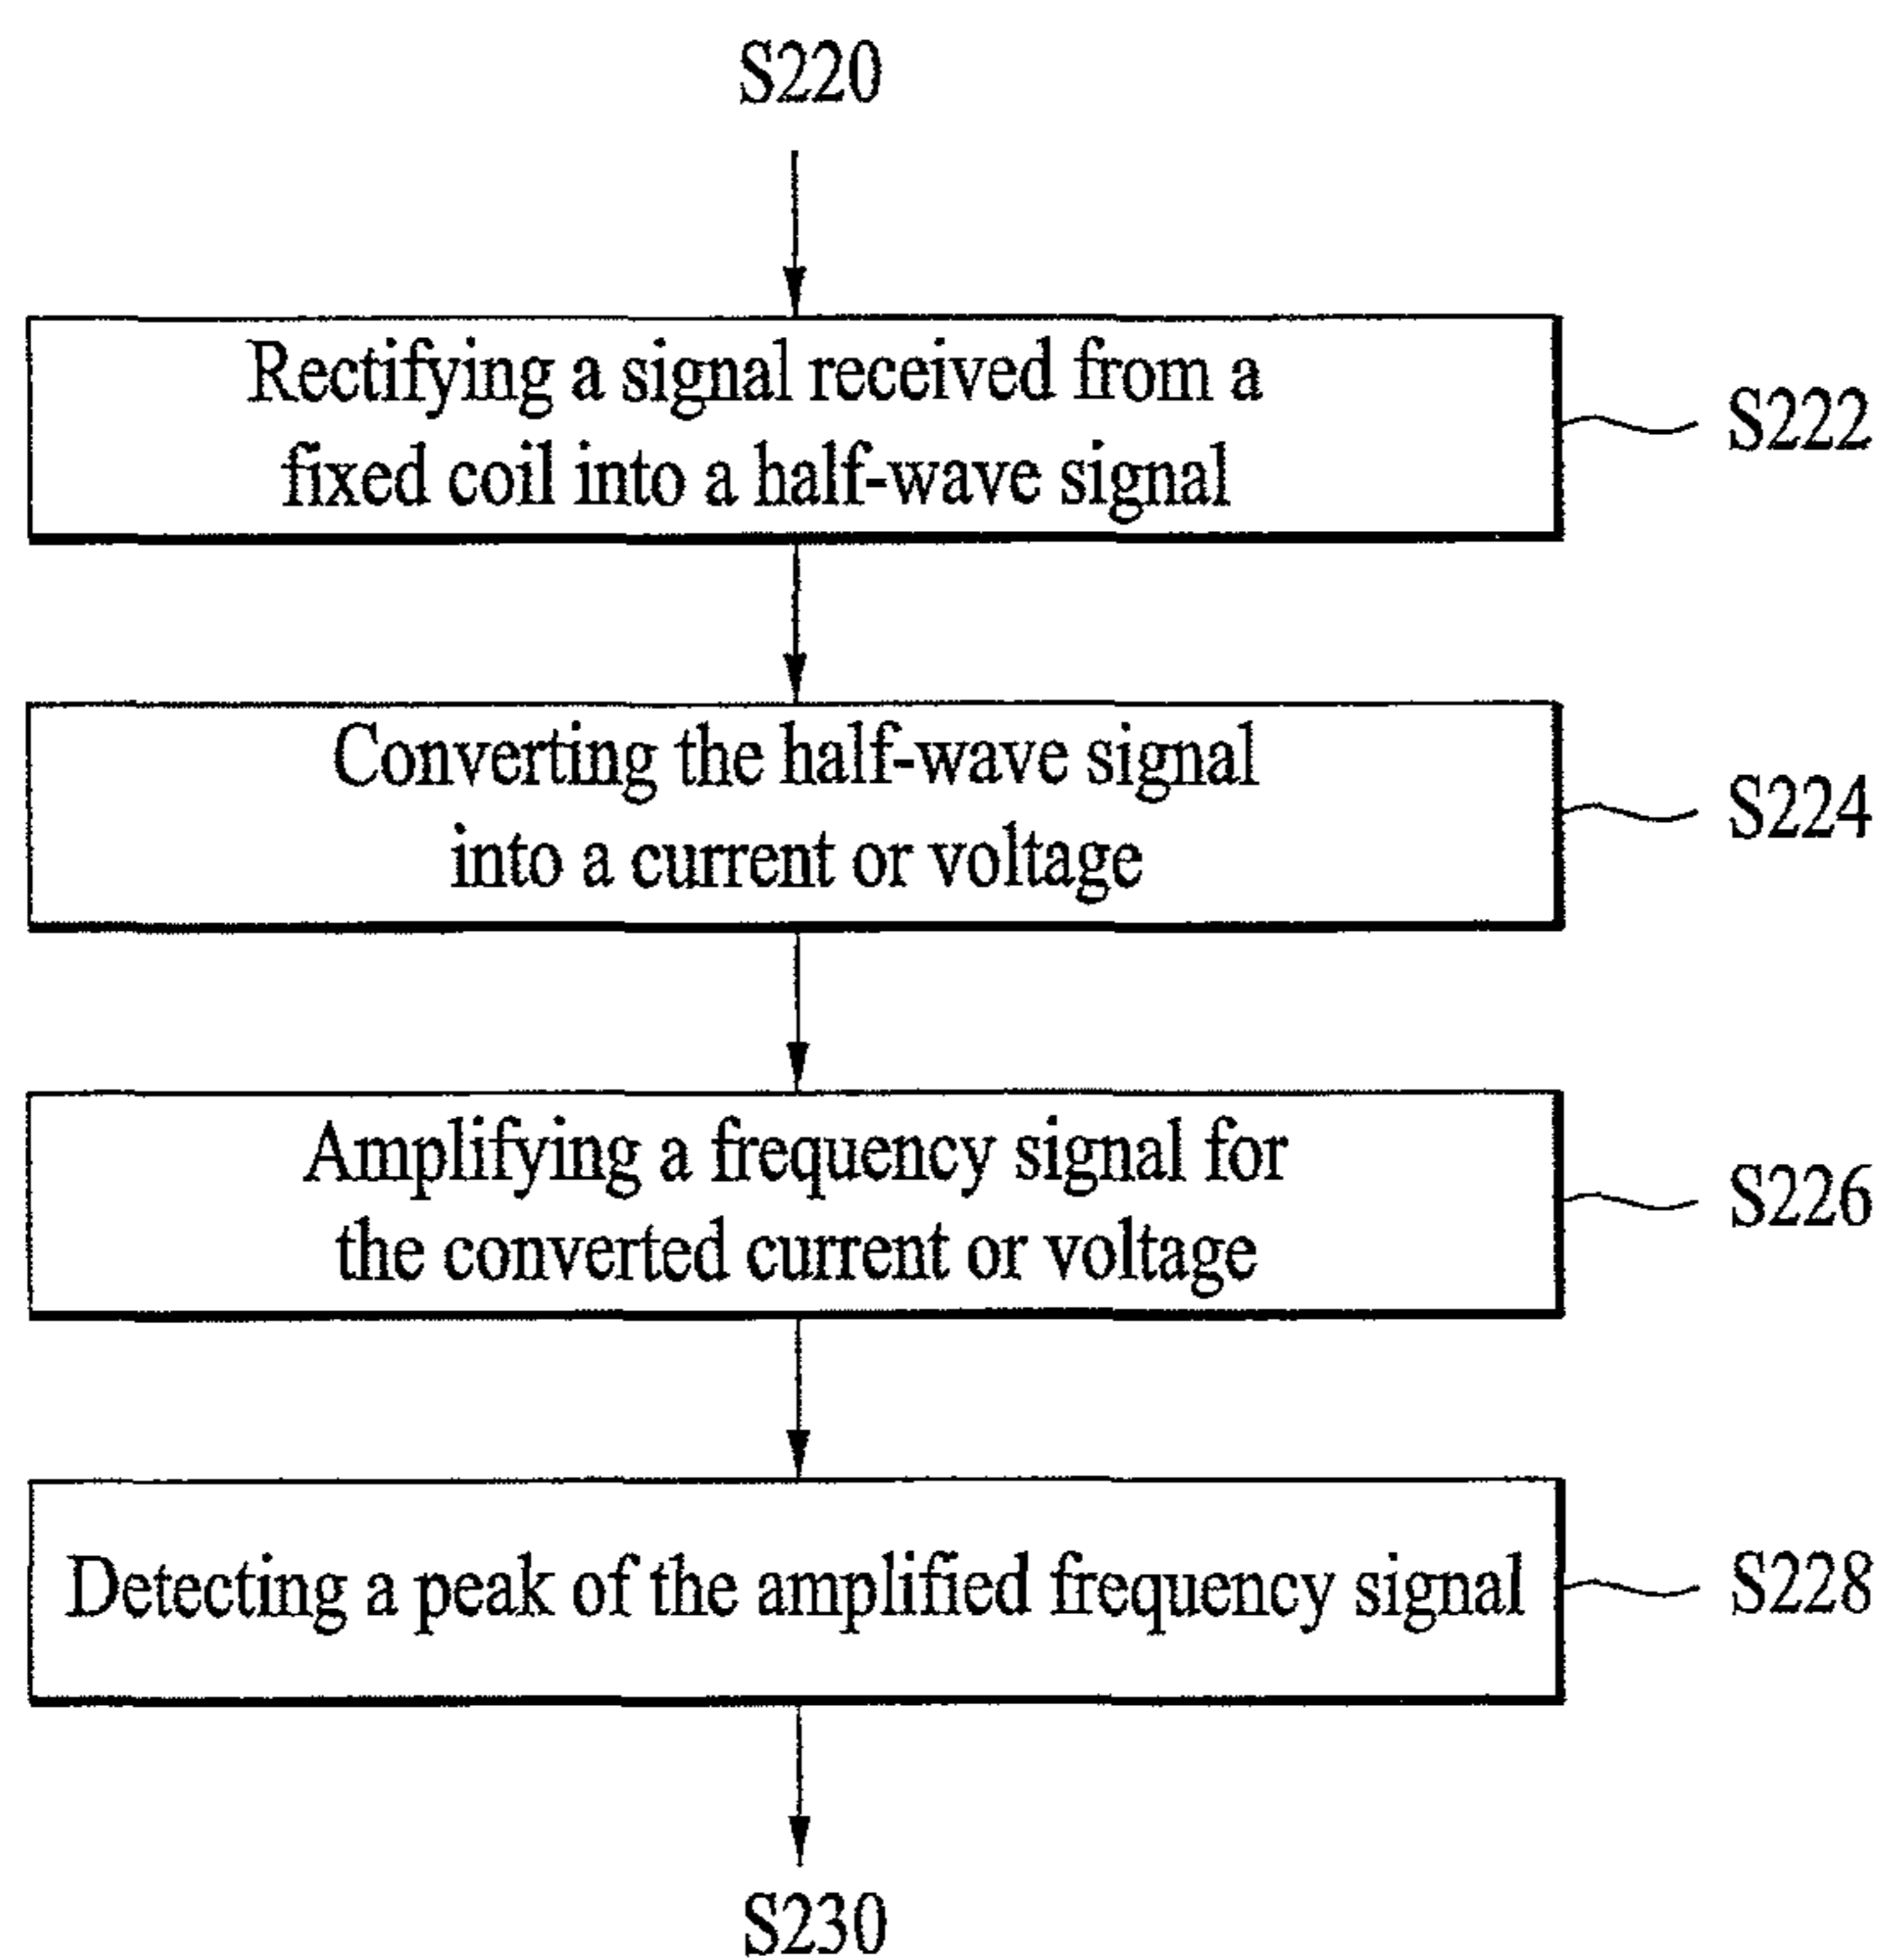 S220
Rectifying a signal received from a
fixed coil into a half-wave signal
S222
Converting the half-wave signal
into a current or voltage
S224
Amplifying a frequency signal for
the converted current or voltage
S226
Detecting a peak of the amplified frequency signal
S228
S230